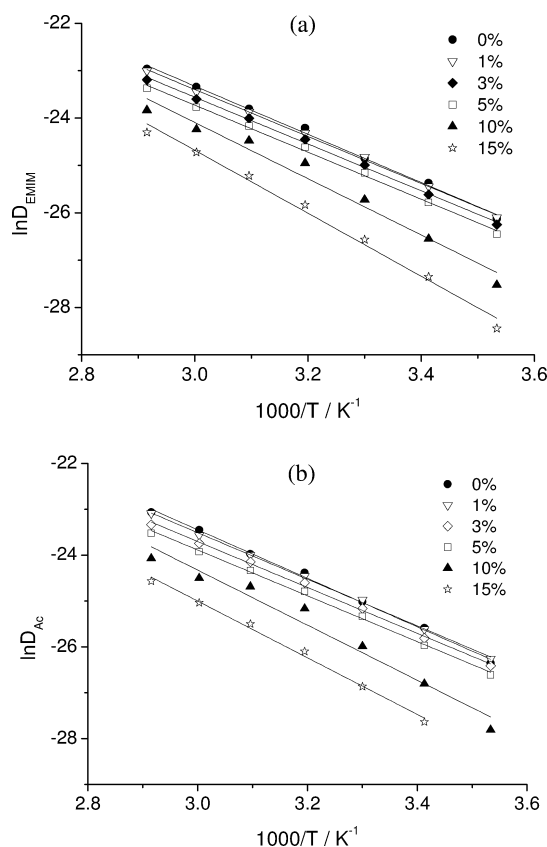 (a)
-22
-24
-26
-28
lnD_EMIM
0%
1%
3%
5%
10%
15%
2.8 3.0 3.2 3.4 3.6
1000/T / K⁻¹
(b)
-22
-24
-26
-28
lnD_Ac
0%
1%
3%
5%
10%
15%
2.8 3.0 3.2 3.4 3.6
1000/T / K⁻¹